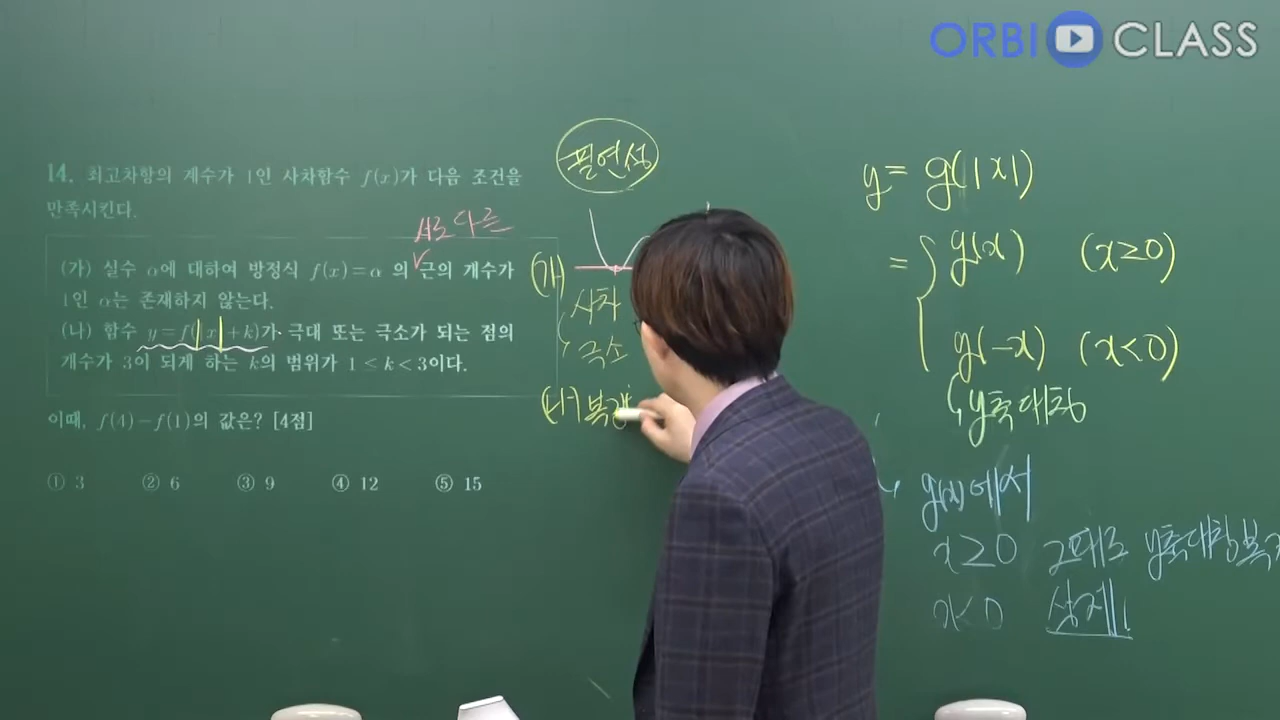 ORBI CLASS
14. 최고차항의 계수가 1인 사차함수 f(x)가 다음 조건을
만족시킨다.
서로 다른
(가) 실수 α에 대하여 방정식 f(x)=α 의 근의 개수가
1인 α는 존재하지 않는다.
(나) 함수 y=f(|x|+k)가 극대 또는 극소가 되는 점의
개수가 3이 되게 하는 k의 범위가 1≤k<3이다.
이때, f(4)-f(1)의 값은? [4점]
① 3 ② 6 ③ 9 ④ 12 ⑤ 15
필연성
(가)
사차
극소
(나)
y= g(|x|)
= g(x) (x≥0)
g(-x) (x<0)
y축대칭
g(x)에서
x≥0 그대로 y축대칭
x<0 삭제!